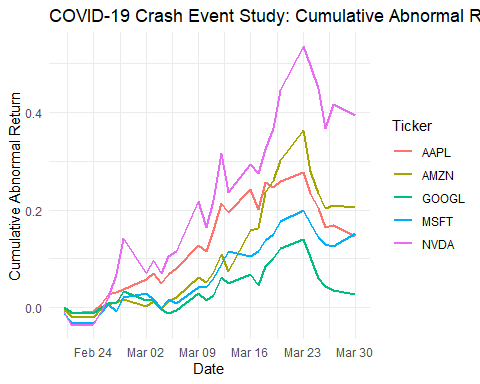 COVID-19 Crash Event Study: Cumulative Abnormal R
Cumulative Abnormal Return
0.4
0.2
0.0
Feb 24
Mar 02
Mar 09
Mar 16
Mar 23
Mar 30
Date
Ticker
AAPL
AMZN
GOOGL
MSFT
NVDA